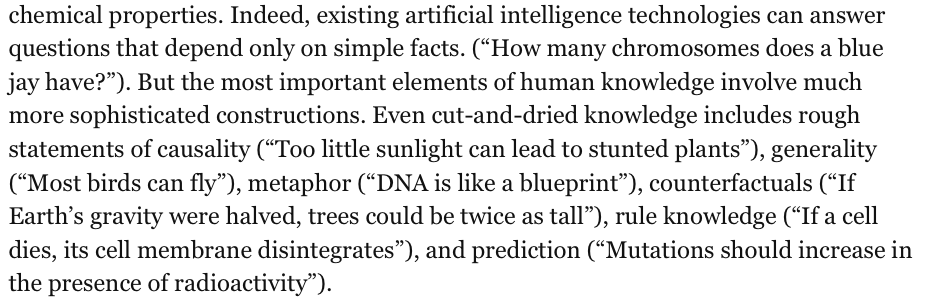 chemical properties. Indeed, existing artificial intelligence technologies can answer
questions that depend only on simple facts. (“How many chromosomes does a blue
jay have?”). But the most important elements of human knowledge involve much
more sophisticated constructions. Even cut-and-dried knowledge includes rough
statements of causality (“Too little sunlight can lead to stunted plants”), generality
(“Most birds can fly”), metaphor (“DNA is like a blueprint”), counterfactuals (“If
Earth’s gravity were halved, trees could be twice as tall”), rule knowledge (“If a cell
dies, its cell membrane disintegrates”), and prediction (“Mutations should increase in
the presence of radioactivity”).